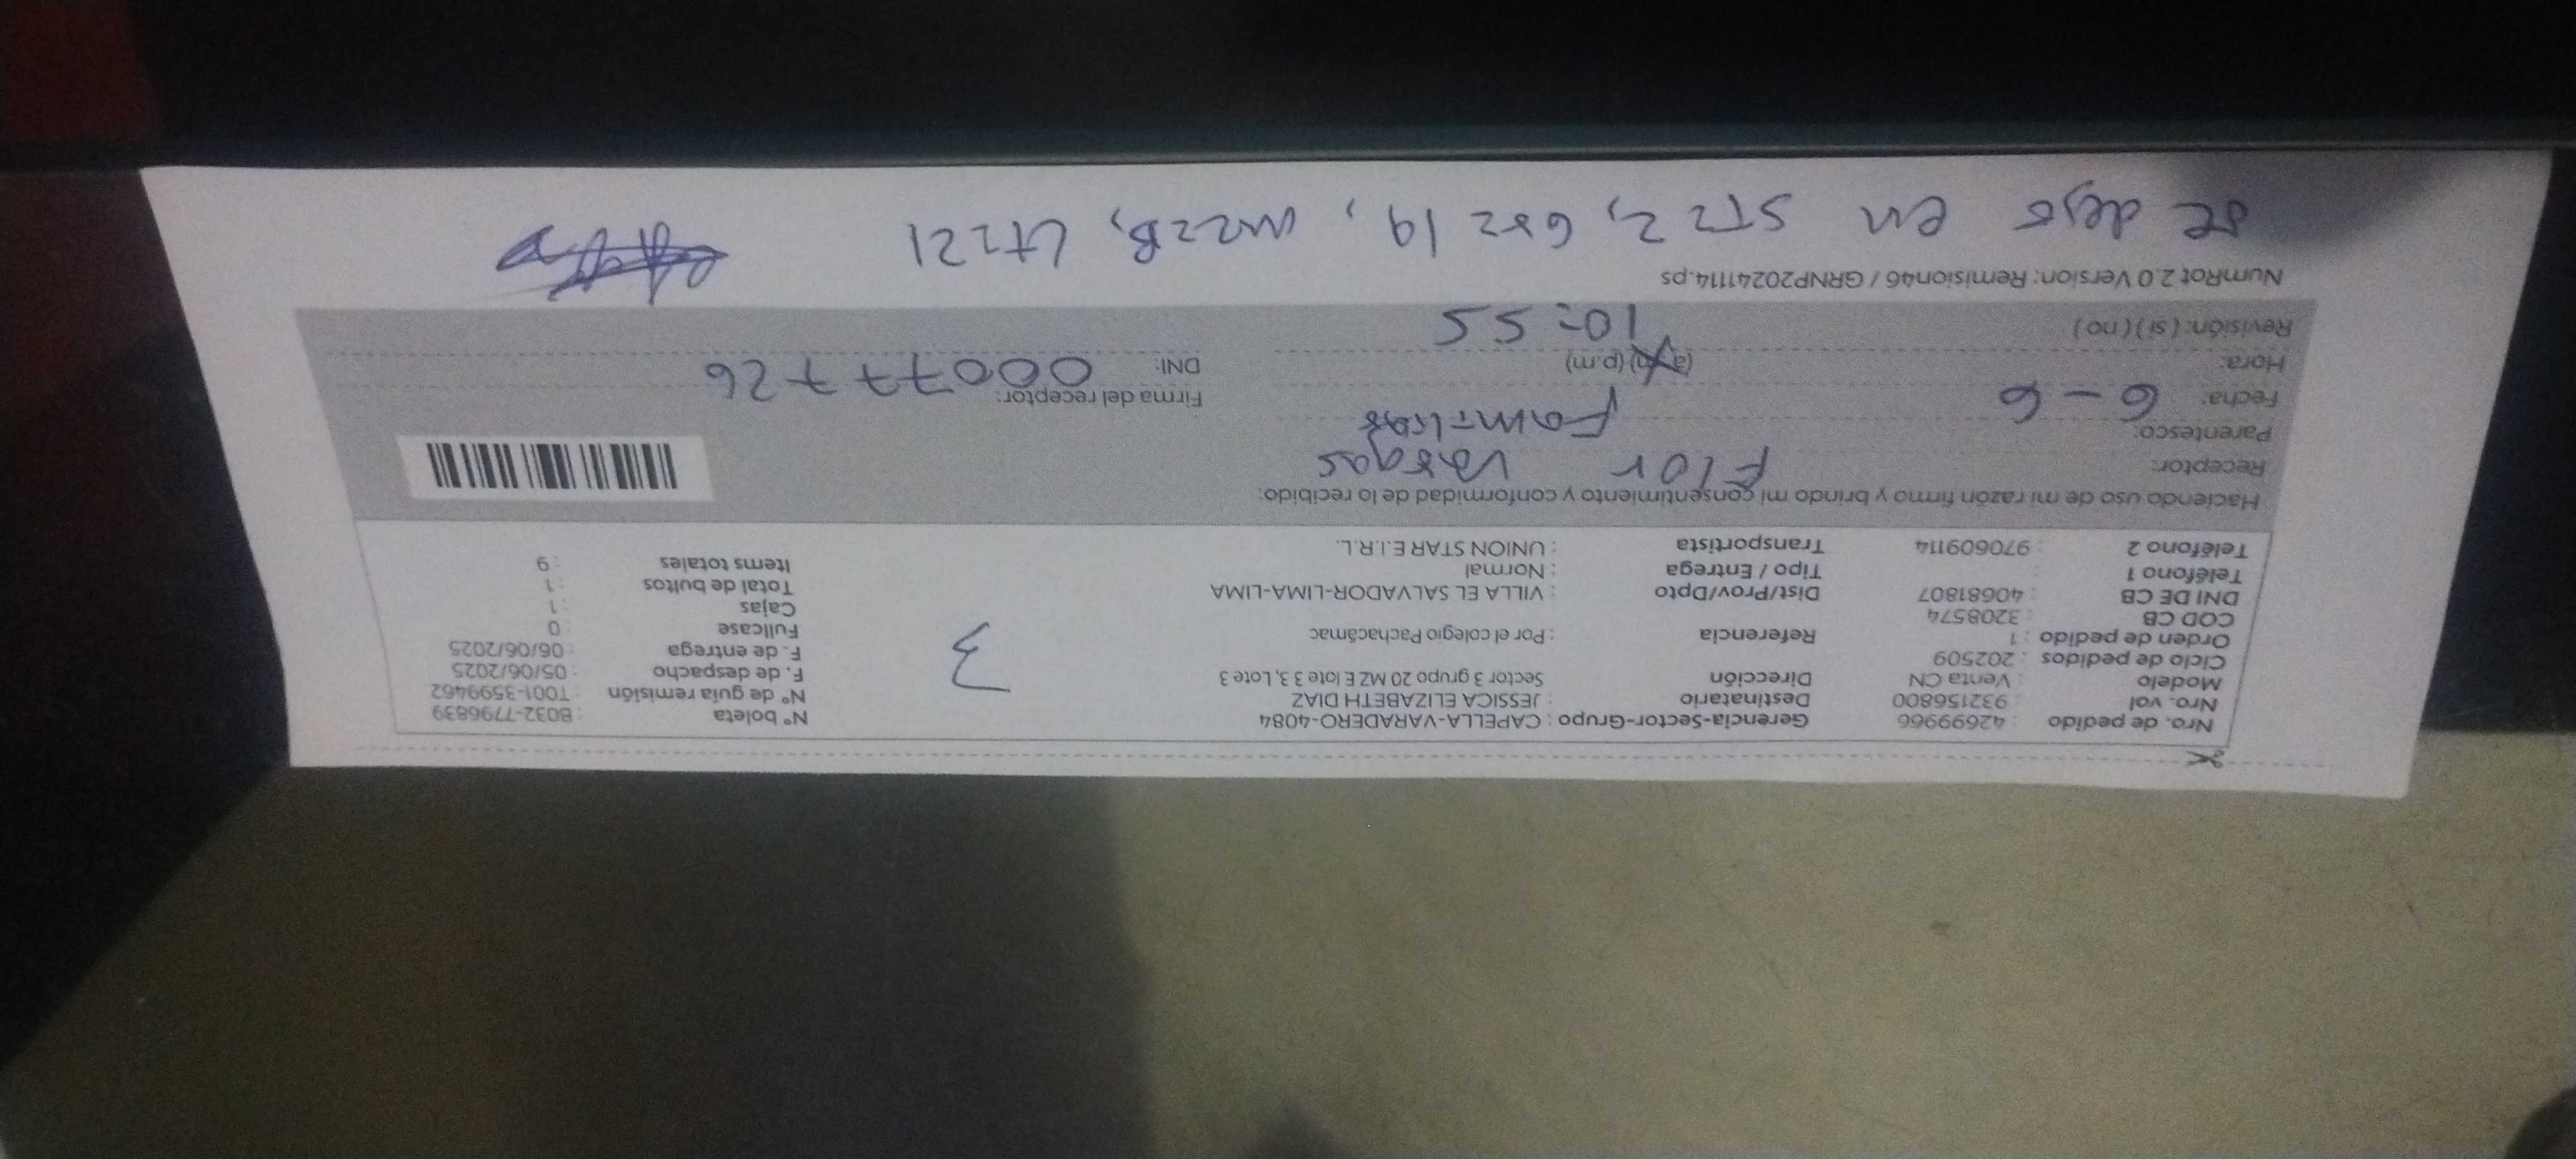 Nro. de pedido : 42699966 Gerencia-Sector-Grupo : CAPELLA-VARADERO-4084 N° boleta : B032-7796839
Nro. vol : 932156800 Destinatario : JESSICA ELIZABETH DIAZ N° de guía remisión : T001-3599462
Modelo : Venta CN Dirección Sector 3 grupo 20 MZ E lote 3 3, Lote 3 F. de despacho : 05/06/2025
Ciclo de pedidos : 202509 F. de entrega : 06/06/2025
Orden de pedido : 1 Referencia : Por el colegio Pachacámac Fullcase : 0
COD CB : 3208574 Cajas : 1
DNI DE CB : 40681807 Dist/Prov/Dpto : VILLA EL SALVADOR-LIMA-LIMA Total de bultos : 1
Teléfono 1 : Tipo / Entrega : Normal Items totales : 9
Teléfono 2 : 970609114 Transportista : UNION STAR E.I.R.L.
3
Haciendo uso de mi razón firmo y brindo mi consentimiento y conformidad de lo recibido:
Receptor: Flor Vargas
Parentesco: Familiar
Fecha: 6-6 Firma del receptor:
Hora: (a.m) (p.m) 10:55 DNI: 00077726
Revisión: (si) (no)
NumRot 2.0 Version: Remision46 / GRNP20241114.ps
se dejo en ST=2, Gr=19, mz=B, Lt=21